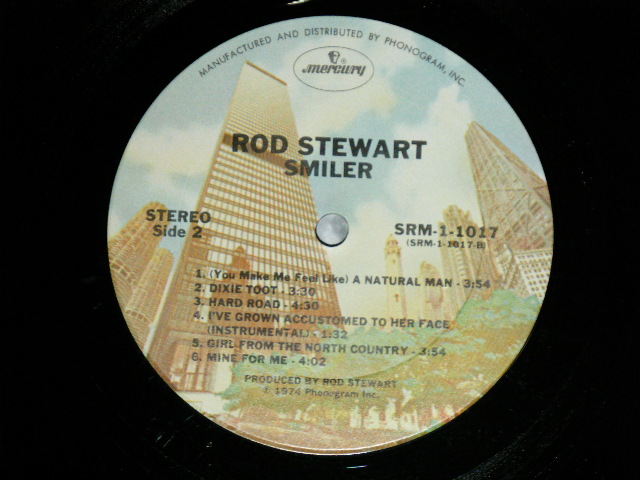 MANUFACTURED AND DISTRIBUTED BY PHONOGRAM, INC.
mercury
ROD STEWART
SMILER
STEREO
Side 2
SRM-1-1017
(SRM-1-1017-B)
1. (You Make Me Feel Like) A NATURAL MAN - 3:54
2. DIXIE TOOT - 3:30
3. HARD ROAD - 4:30
4. I'VE GROWN ACCUSTOMED TO HER FACE
(INSTRUMENTAL) - 1:32
5. GIRL FROM THE NORTH COUNTRY - 3:54
6. MINE FOR ME - 4:02
PRODUCED BY ROD STEWART
℗ 1974 Phonogram Inc.